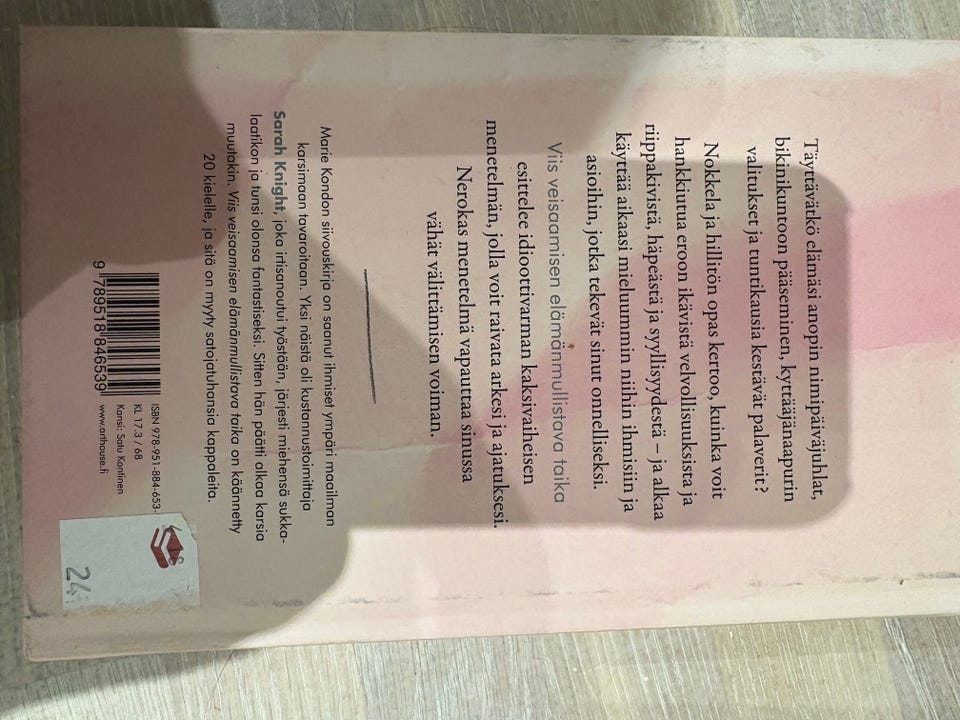 Täyttävätkö elämäsi anopin nimipäiväjuhlat,
bikinikuntoon pääseminen, kyttääjänaapurin
valitukset ja tuntikausia kestävät palaverit?
Nokkela ja hillitön opas kertoo, kuinka voit
hankkiutua eroon ikävistä velvollisuuksista ja
riippakivistä, häpeästä ja syyllisyydestä – ja alkaa
käyttää aikaasi mieluummin niihin ihmisiin ja
asioihin, jotka tekevät sinut onnelliseksi.
Viis veisaamisen elämänmullistava taika
esittelee idioottivarman kaksivaiheisen
menetelmän, jolla voit raivata arkesi ja ajatuksesi.
Nerokas menetelmä vapauttaa sinussa
vähät välittämisen voiman.
Marie Kondon siivouskirja on saanut ihmiset ympäri maailman
karsimaan tavaroitaan. Yksi näistä oli kustannustoimittaja
Sarah Knight, joka irtisanoutui työstään, järjesti miehensä sukka-
laatikon ja tunsi olonsa fantastiseksi. Sitten hän päätti alkaa karsia
muutakin. Viis veisaamisen elämänmullistava taika on käännetty
20 kielelle, ja sitä on myyty satojatuhansia kappaleita.
ISBN 978-951-884-653-
KL 17.3 / 68
Kansi: Satu Kontinen
www.arthouse.fi
9 789518 846539
24